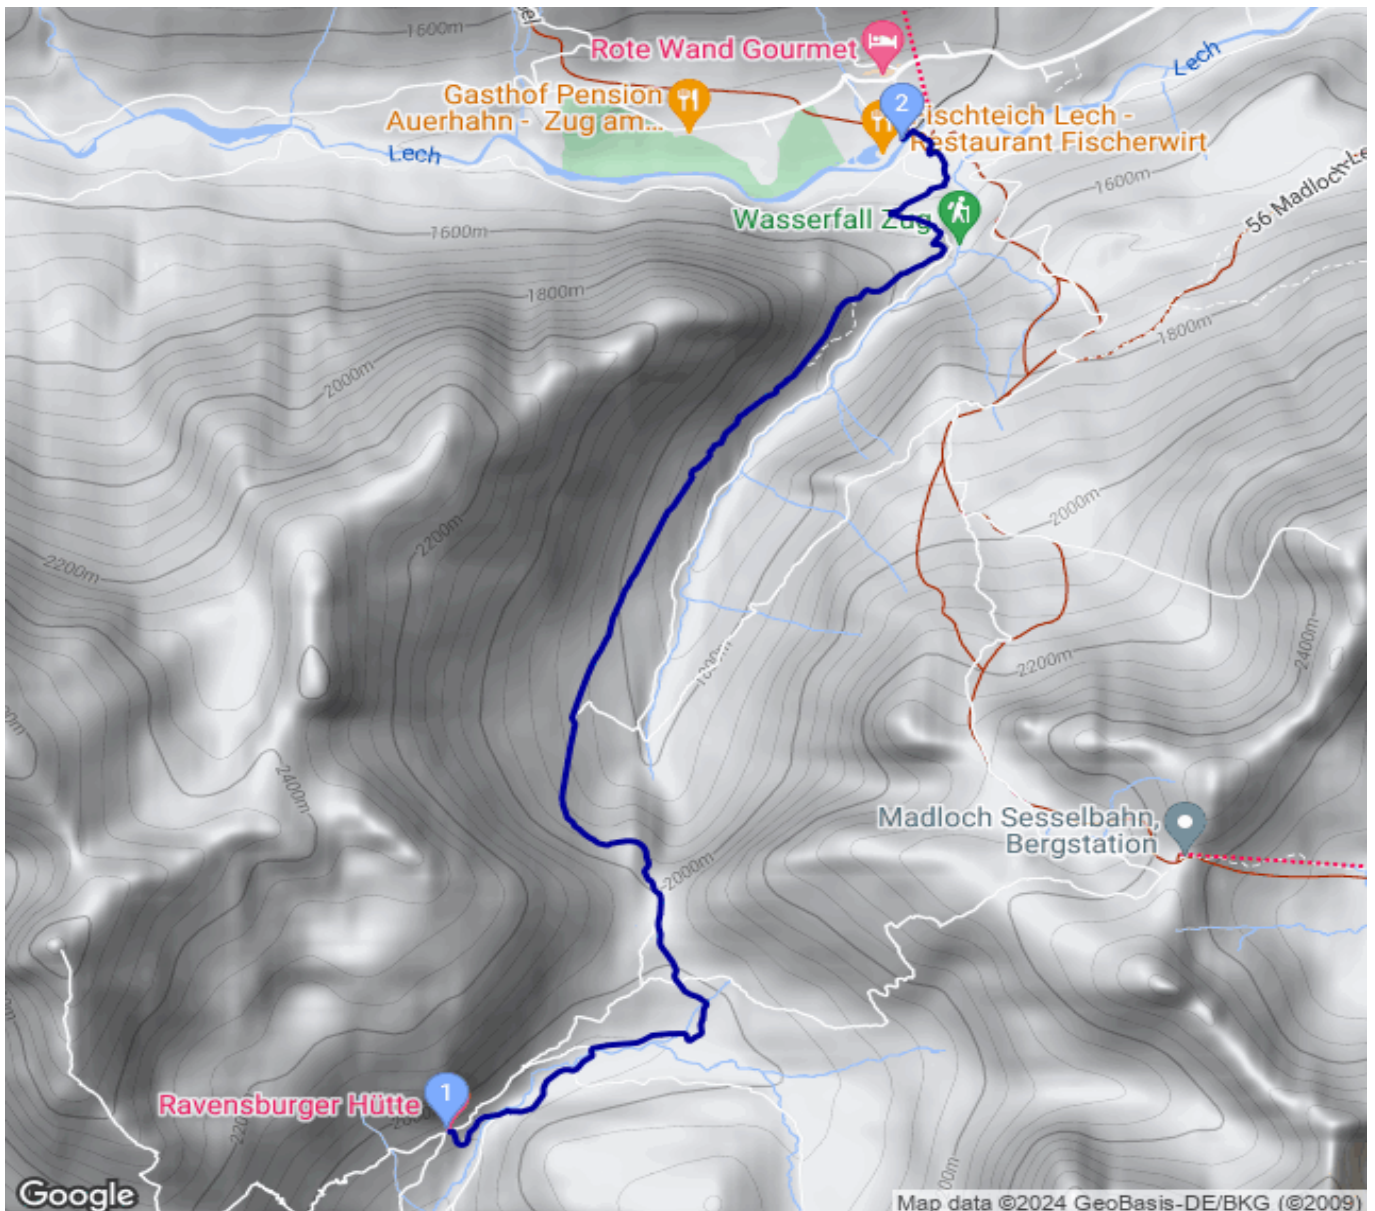 1600m
Rote Wand Gourmet
Lech
Gasthof Pension
Auerhahn - Zug am...
2
ischteich Lech -
Restaurant Fischerwirt
Lech
1600m
56 Madloch-Le
Wasserfall Zug
1600m
1800m
1800m
2000m
2000m
2200m
2200m
2400m
2200m
2400m
Madloch Sesselbahn,
Bergstation
2000m
1
Ravensburger Hütte
Google
Map data ©2024 GeoBasis-DE/BKG (©2009)